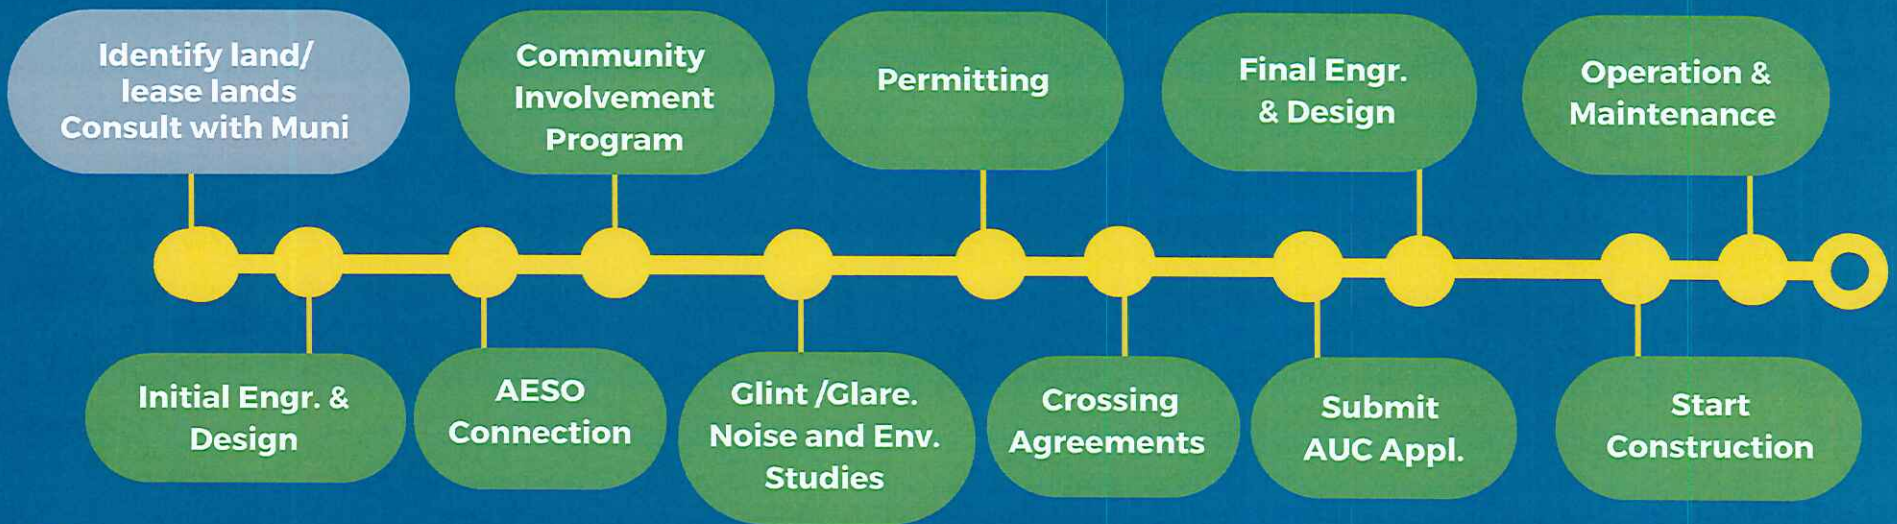 Identify land/
lease lands
Consult with Muni
Community
Involvement
Program
Permitting
Final Engr.
& Design
Operation &
Maintenance
Initial Engr. &
Design
AESO
Connection
Glint /Glare.
Noise and Env.
Studies
Crossing
Agreements
Submit
AUC Appl.
Start
Construction